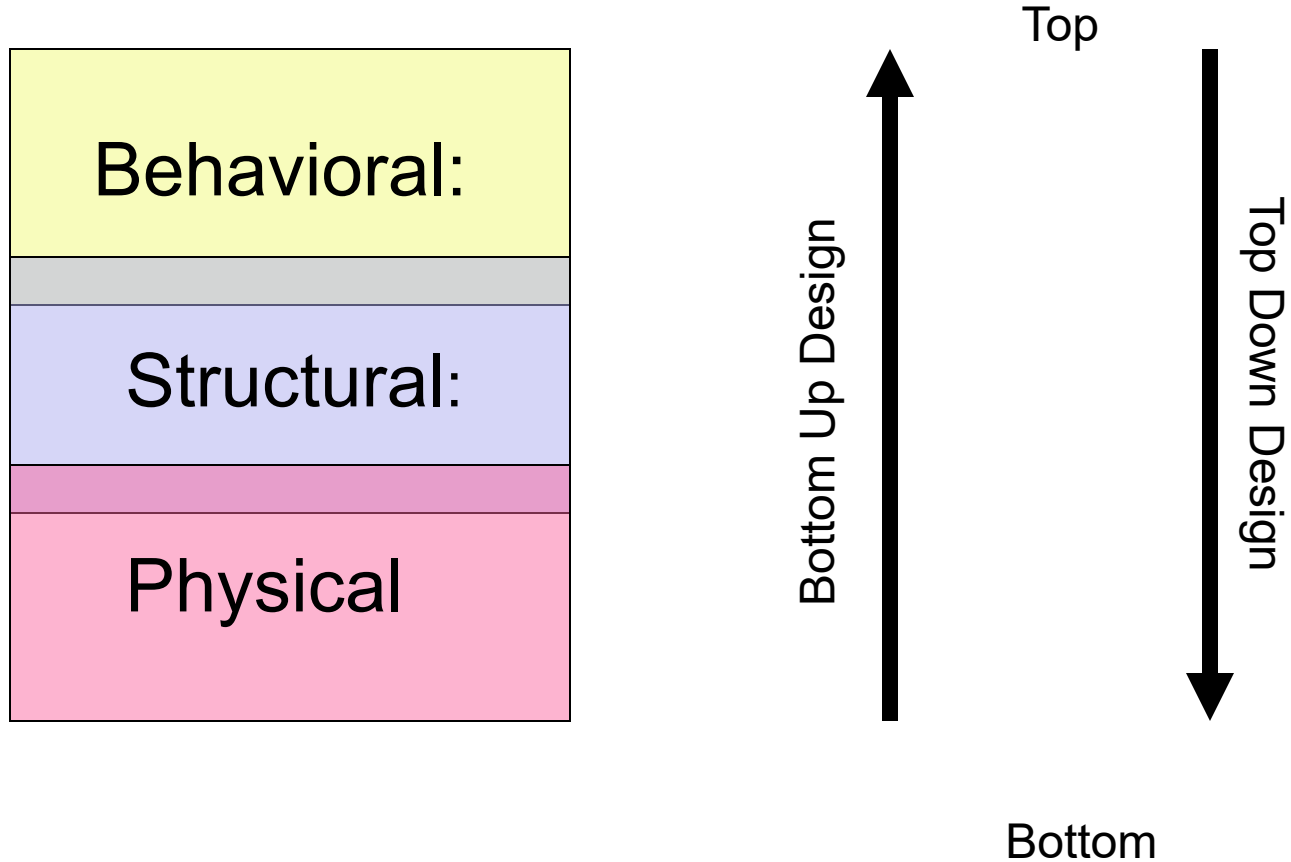 Top
Behavioral:
Structural:
Physical
Bottom Up Design
Top Down Design
Bottom